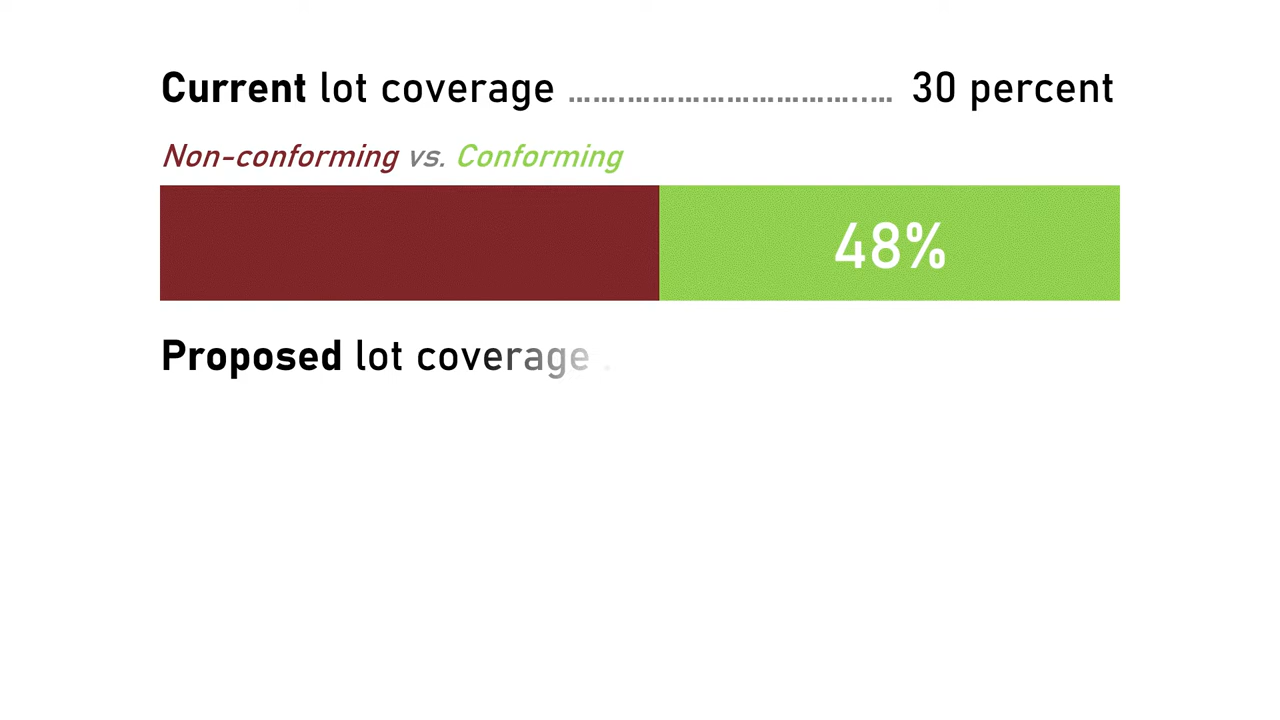 Current lot coverage ................................ 30 percent
Non-conforming vs. Conforming
48%
Proposed lot coverage .